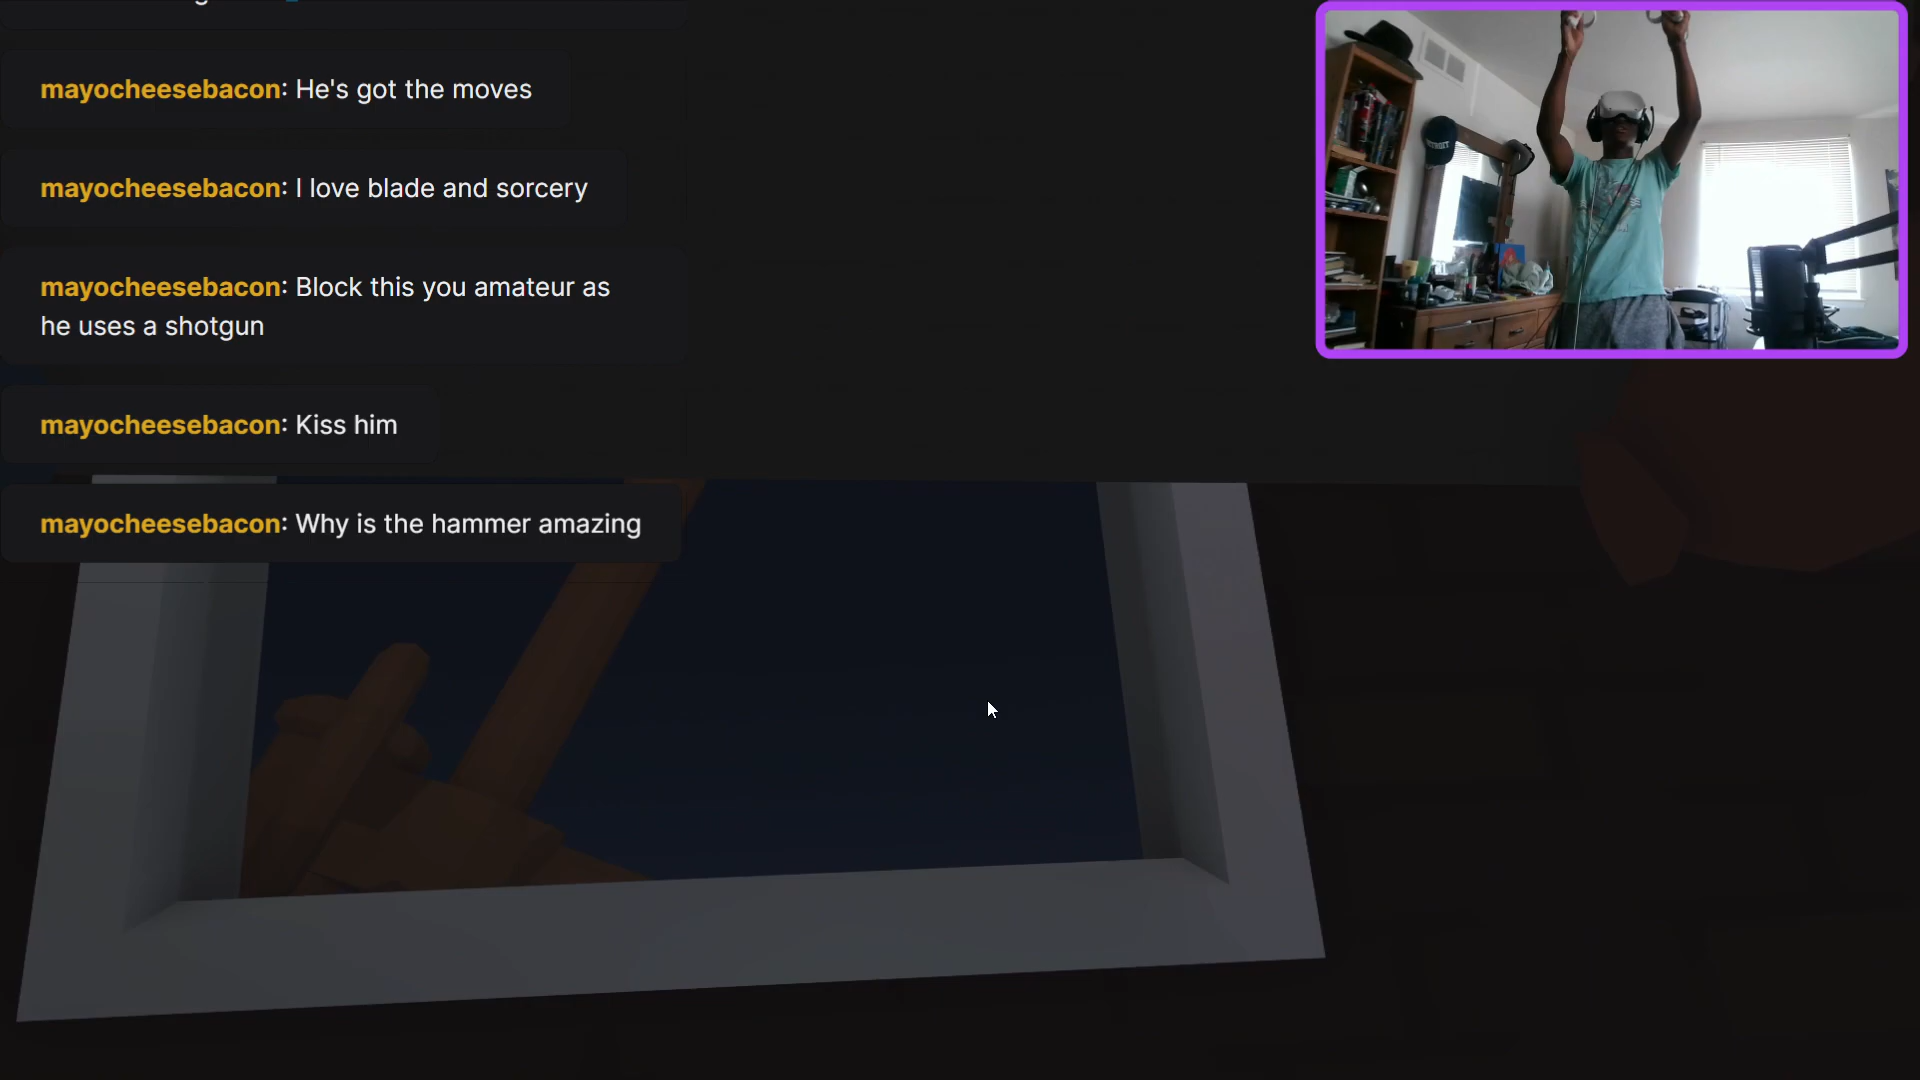 mayocheesebacon: He's got the moves
mayocheesebacon: I love blade and sorcery
mayocheesebacon: Block this you amateur as
he uses a shotgun
mayocheesebacon: Kiss him
mayocheesebacon: Why is the hammer amazing
DETROIT